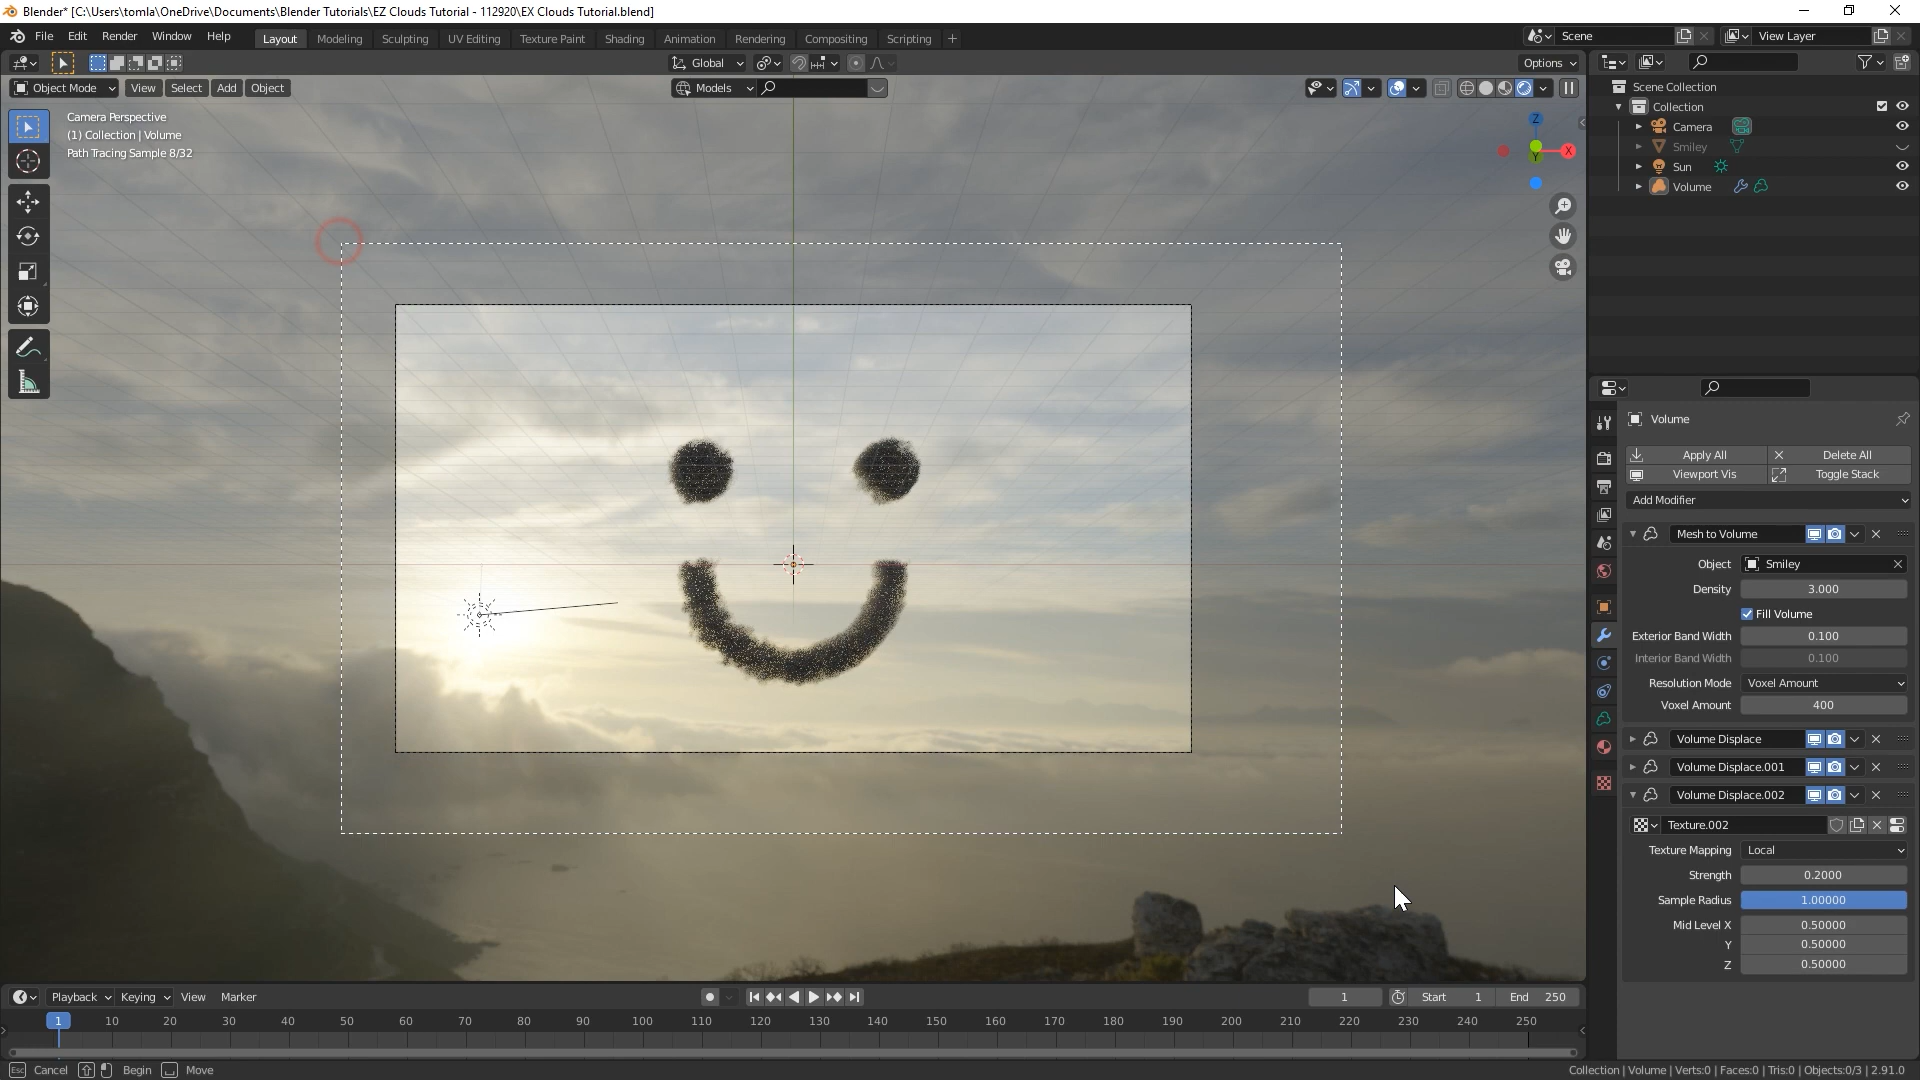 Blender* [C:\Users\tomla\OneDrive\Documents\Blender Tutorials\EZ Clouds Tutorial - 112920\EX Clouds Tutorial.blend]
File Edit Render Window Help Layout Modeling Sculpting UV Editing Texture Paint Shading Animation Rendering Compositing Scripting + Scene View Layer
Global Options
Object Mode View Select Add Object Models
Camera Perspective
(1) Collection | Volume
Path Tracing Sample 8/32
Z
X
Y
Scene Collection
Collection
Camera
Smiley
Sun
Volume
Volume
Apply All Delete All
Viewport Vis Toggle Stack
Add Modifier
Mesh to Volume
Object Smiley
Density 3.000
Fill Volume
Exterior Band Width 0.100
Interior Band Width 0.100
Resolution Mode Voxel Amount
Voxel Amount 400
Volume Displace
Volume Displace.001
Volume Displace.002
Texture.002
Texture Mapping Local
Strength 0.2000
Sample Radius 1.00000
Mid Level X 0.50000
Y 0.50000
Z 0.50000
Playback Keying View Marker 1 Start 1 End 250
1 10 20 30 40 50 60 70 80 90 100 110 120 130 140 150 160 170 180 190 200 210 220 230 240 250
Esc Cancel Begin Move Collection | Volume | Verts:0 | Faces:0 | Tris:0 | Objects:0/3 | 2.91.0